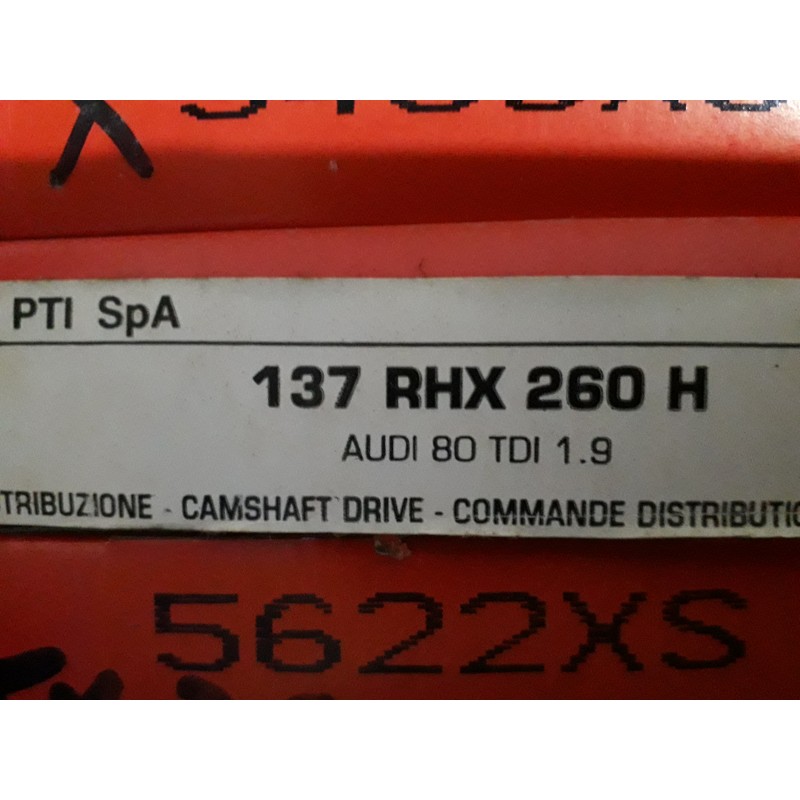 X
PTI SpA
137 RHX 260 H
AUDI 80 TDI 1.9
TRIBUZIONE - CAMSHAFT DRIVE - COMMANDE DISTRIBUTIO
5622XS